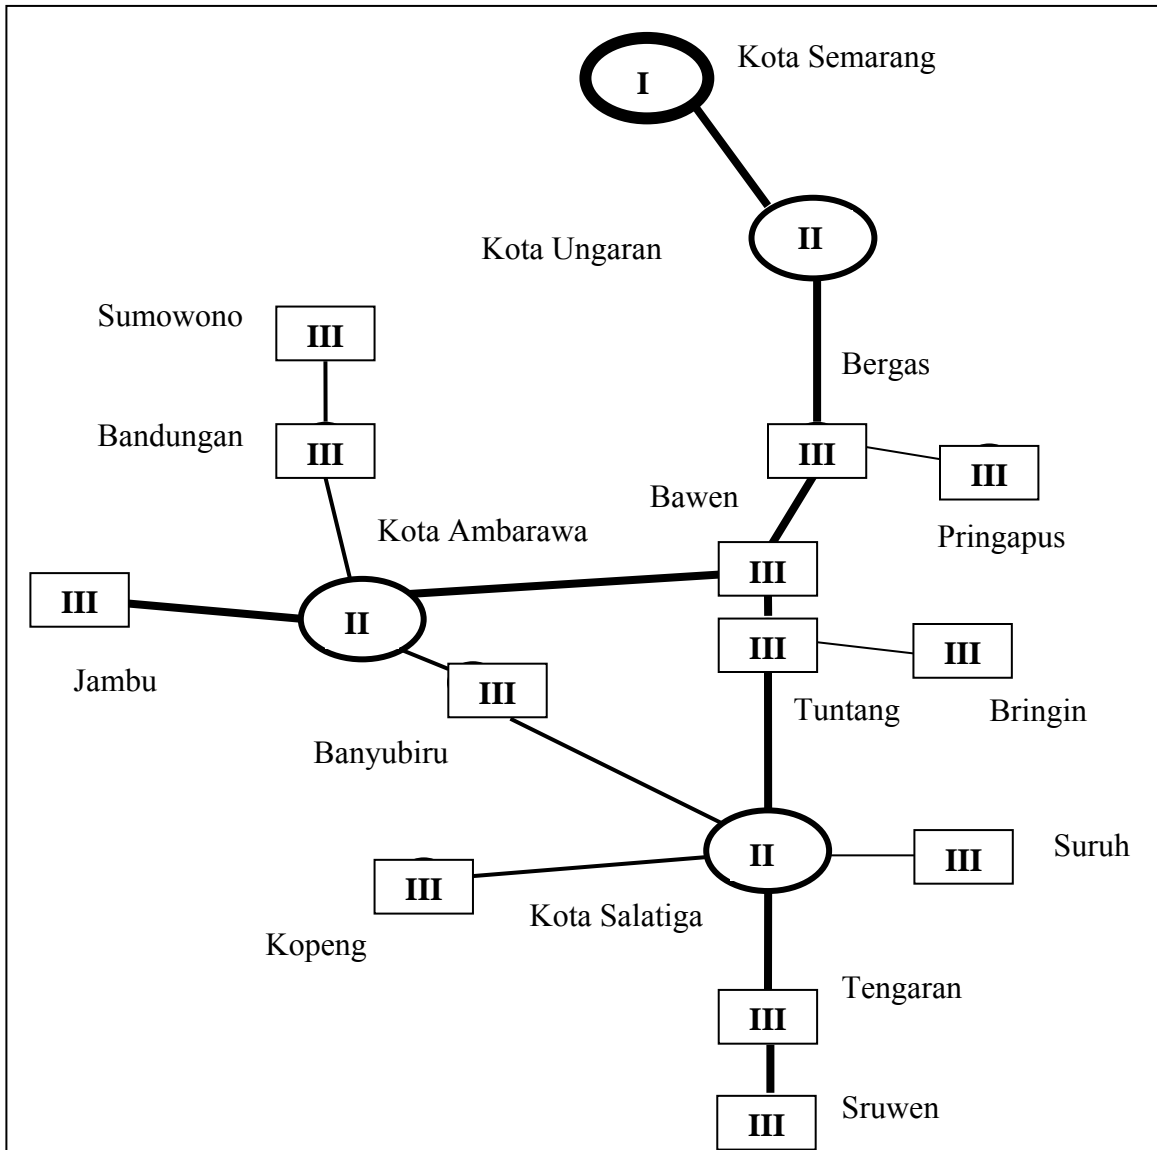 Kota Semarang
I
Kota Ungaran
II
Sumowono
III
Bergas
Bandungan
III
III
III
Bawen
Pringapus
Kota Ambarawa
III
III
II
III
III
Jambu
III
Tuntang
Bringin
Banyubiru
II
III
Suruh
III
Kota Salatiga
Kopeng
Tengaran
III
Sruwen
III